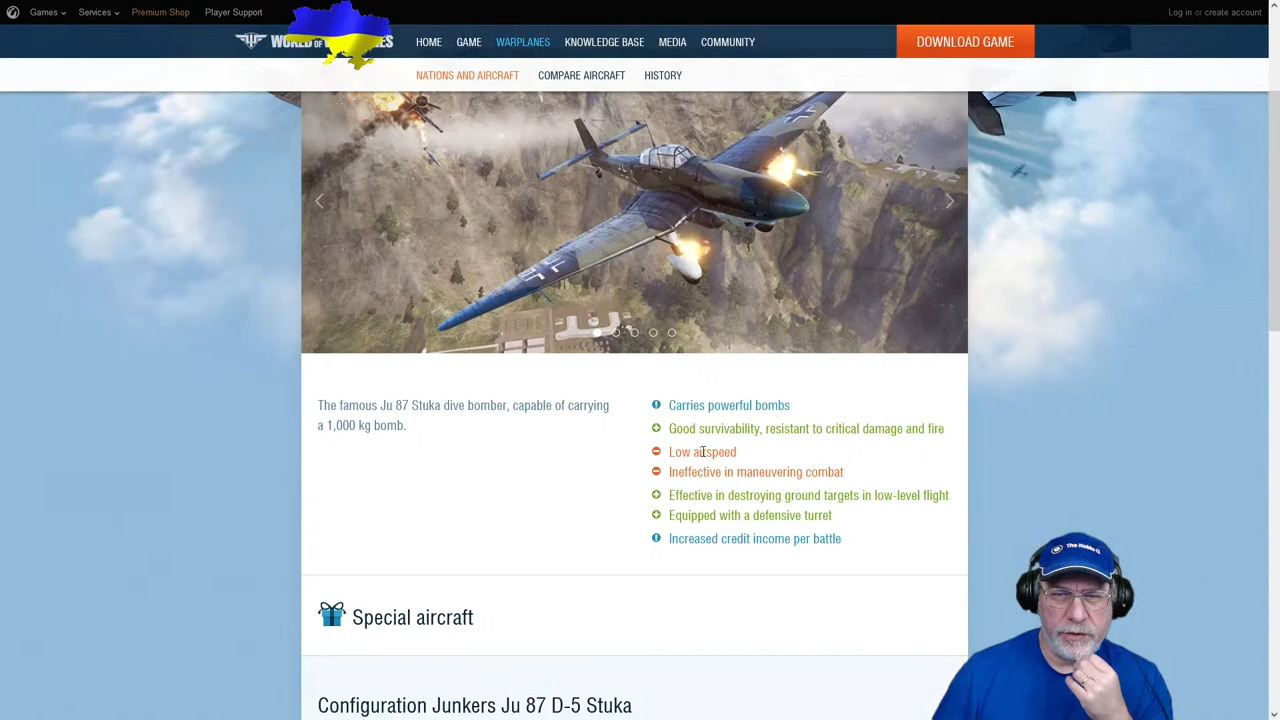 Games Services Premium Shop Player Support
Log in or create account
HOME GAME WARPLANES KNOWLEDGE BASE MEDIA COMMUNITY
DOWNLOAD GAME
NATIONS AND AIRCRAFT COMPARE AIRCRAFT HISTORY
The famous Ju 87 Stuka dive bomber, capable of carrying
a 1,000 kg bomb.
Carries powerful bombs
Good survivability, resistant to critical damage and fire
Low airspeed
Ineffective in maneuvering combat
Effective in destroying ground targets in low-level flight
Equipped with a defensive turret
Increased credit income per battle
Special aircraft
Configuration Junkers Ju 87 D-5 Stuka